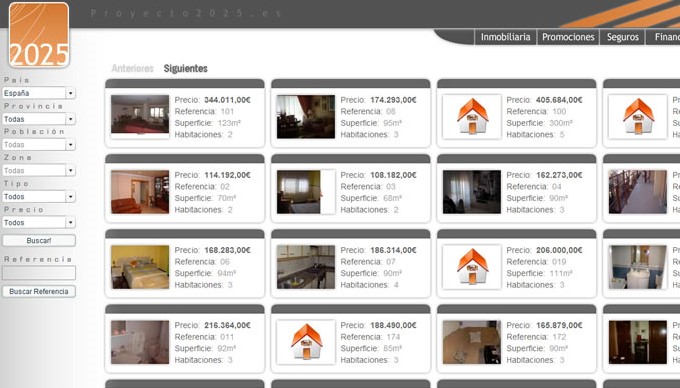 Proyecto2025.es
2025
Inmobiliaria Promociones Seguros Financ
Anteriores Siguientes
País
España
Provincia
Todas
Población
Todas
Zona
Todas
Tipo
Todos
Precio
Todos
Buscar!
Referencia
Buscar Referencia
Precio: 344.011,00€
Referencia: 101
Superficie: 123m²
Habitaciones: 2
Precio: 174.293,00€
Referencia: 08
Superficie: 95m²
Habitaciones: 3
Precio: 405.684,00€
Referencia: 100
Superficie: 300m²
Habitaciones: 5
Precio: 114.192,00€
Referencia: 02
Superficie: 70m²
Habitaciones: 2
Precio: 108.182,00€
Referencia: 03
Superficie: 68m²
Habitaciones: 2
Precio: 162.273,00€
Referencia: 04
Superficie: 90m²
Habitaciones: 3
Precio: 168.283,00€
Referencia: 06
Superficie: 94m²
Habitaciones: 3
Precio: 186.314,00€
Referencia: 07
Superficie: 90m²
Habitaciones: 4
Precio: 206.000,00€
Referencia: 019
Superficie: 111m²
Habitaciones: 3
Precio: 216.364,00€
Referencia: 011
Superficie: 92m²
Habitaciones: 3
Precio: 188.490,00€
Referencia: 174
Superficie: 85m²
Habitaciones: 3
Precio: 165.879,00€
Referencia: 172
Superficie: 90m²
Habitaciones: 3